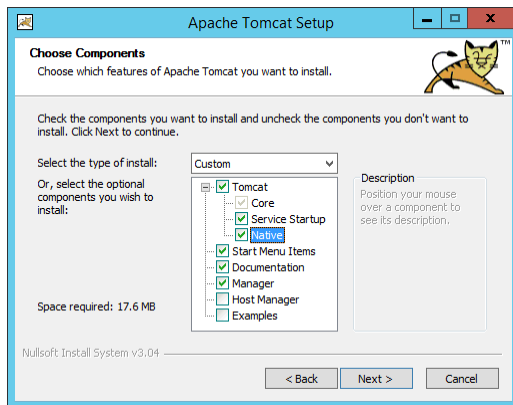 Apache Tomcat Setup
x
Choose Components
Choose which features of Apache Tomcat you want to install.
TM
Check the components you want to install and uncheck the components you don't want to
install. Click Next to continue.
Select the type of install:
Custom
Or, select the optional
components you wish to
install:
Tomcat
Core
Service Startup
Native
Start Menu Items
Documentation
Manager
Host Manager
Examples
Description
Position your mouse
over a component to
see its description.
Space required: 17.6 MB
Nullsoft Install System v3.04
< Back
Next >
Cancel